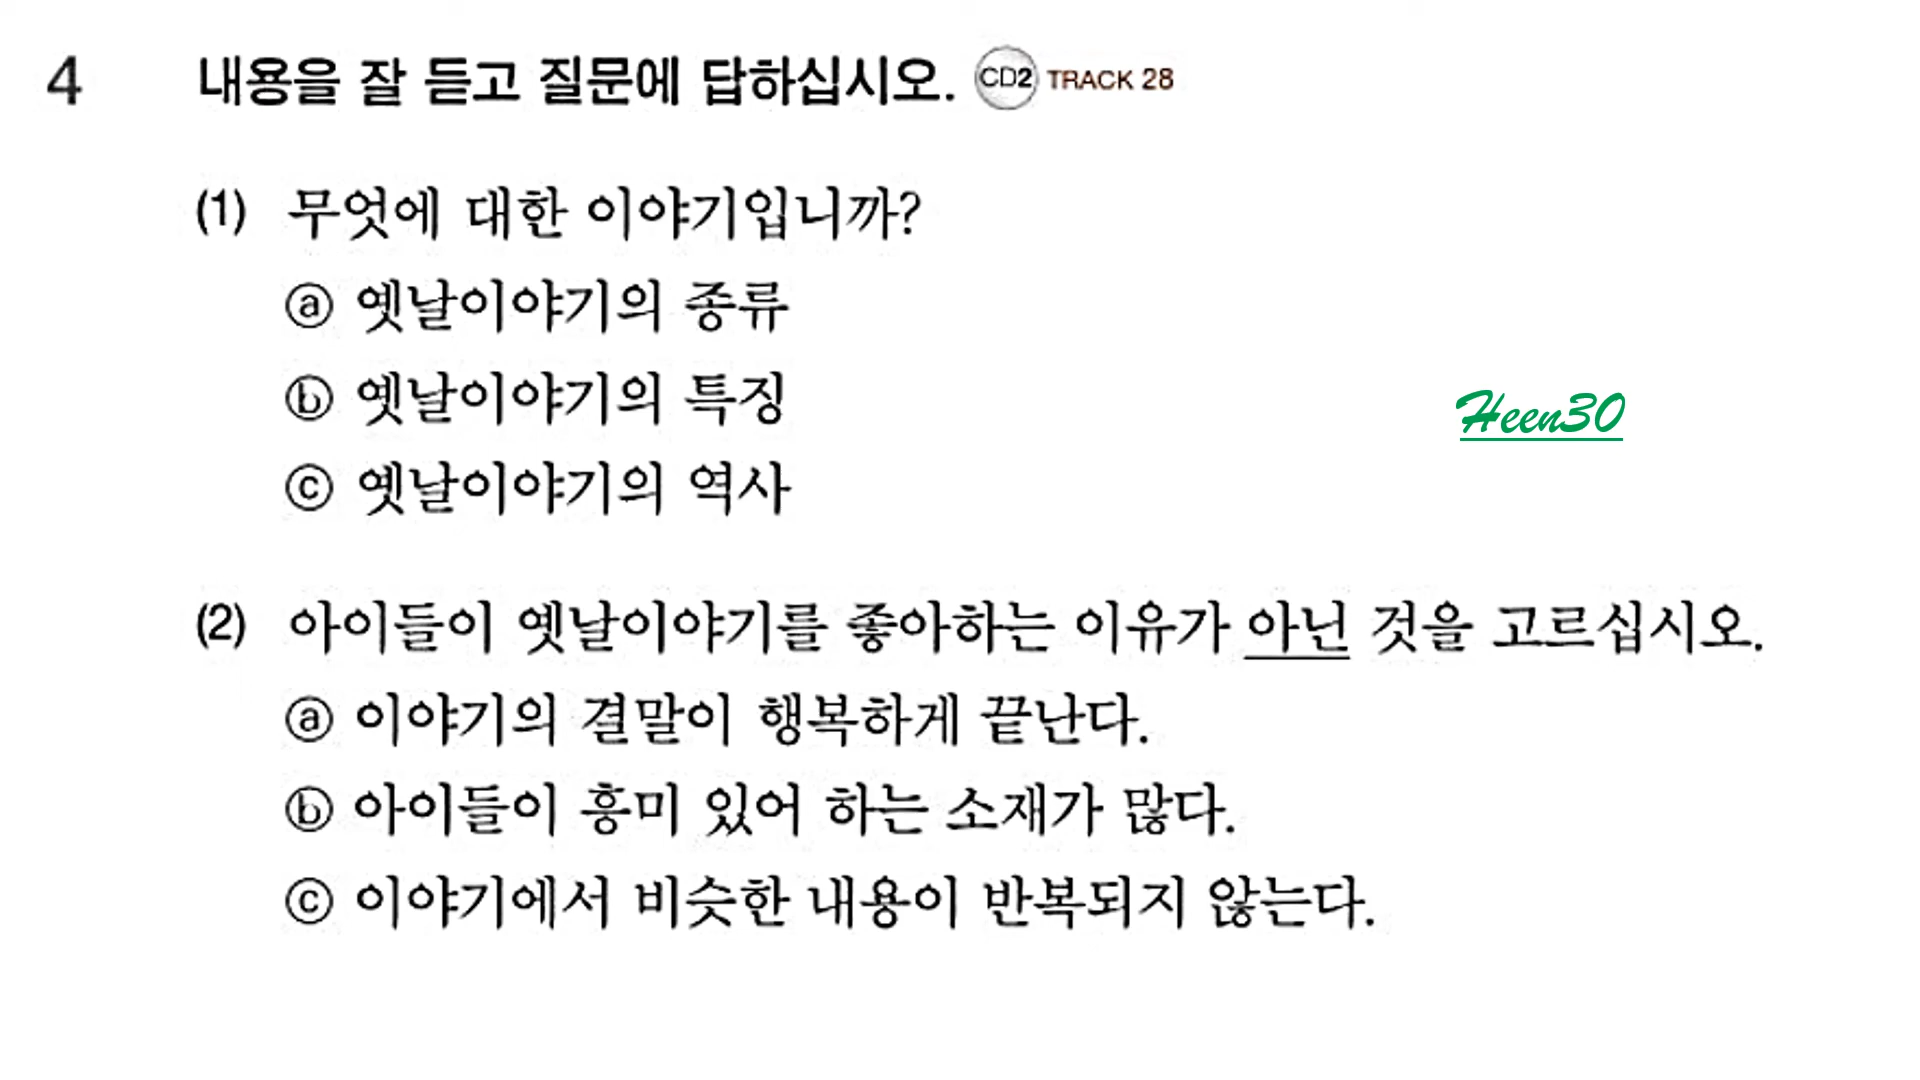 4 내용을 잘 듣고 질문에 답하십시오. CD2 TRACK 28
(1) 무엇에 대한 이야기입니까?
ⓐ 옛날이야기의 종류
ⓑ 옛날이야기의 특징
Heen30
ⓒ 옛날이야기의 역사
(2) 아이들이 옛날이야기를 좋아하는 이유가 아닌 것을 고르십시오.
ⓐ 이야기의 결말이 행복하게 끝난다.
ⓑ 아이들이 흥미 있어 하는 소재가 많다.
ⓒ 이야기에서 비슷한 내용이 반복되지 않는다.